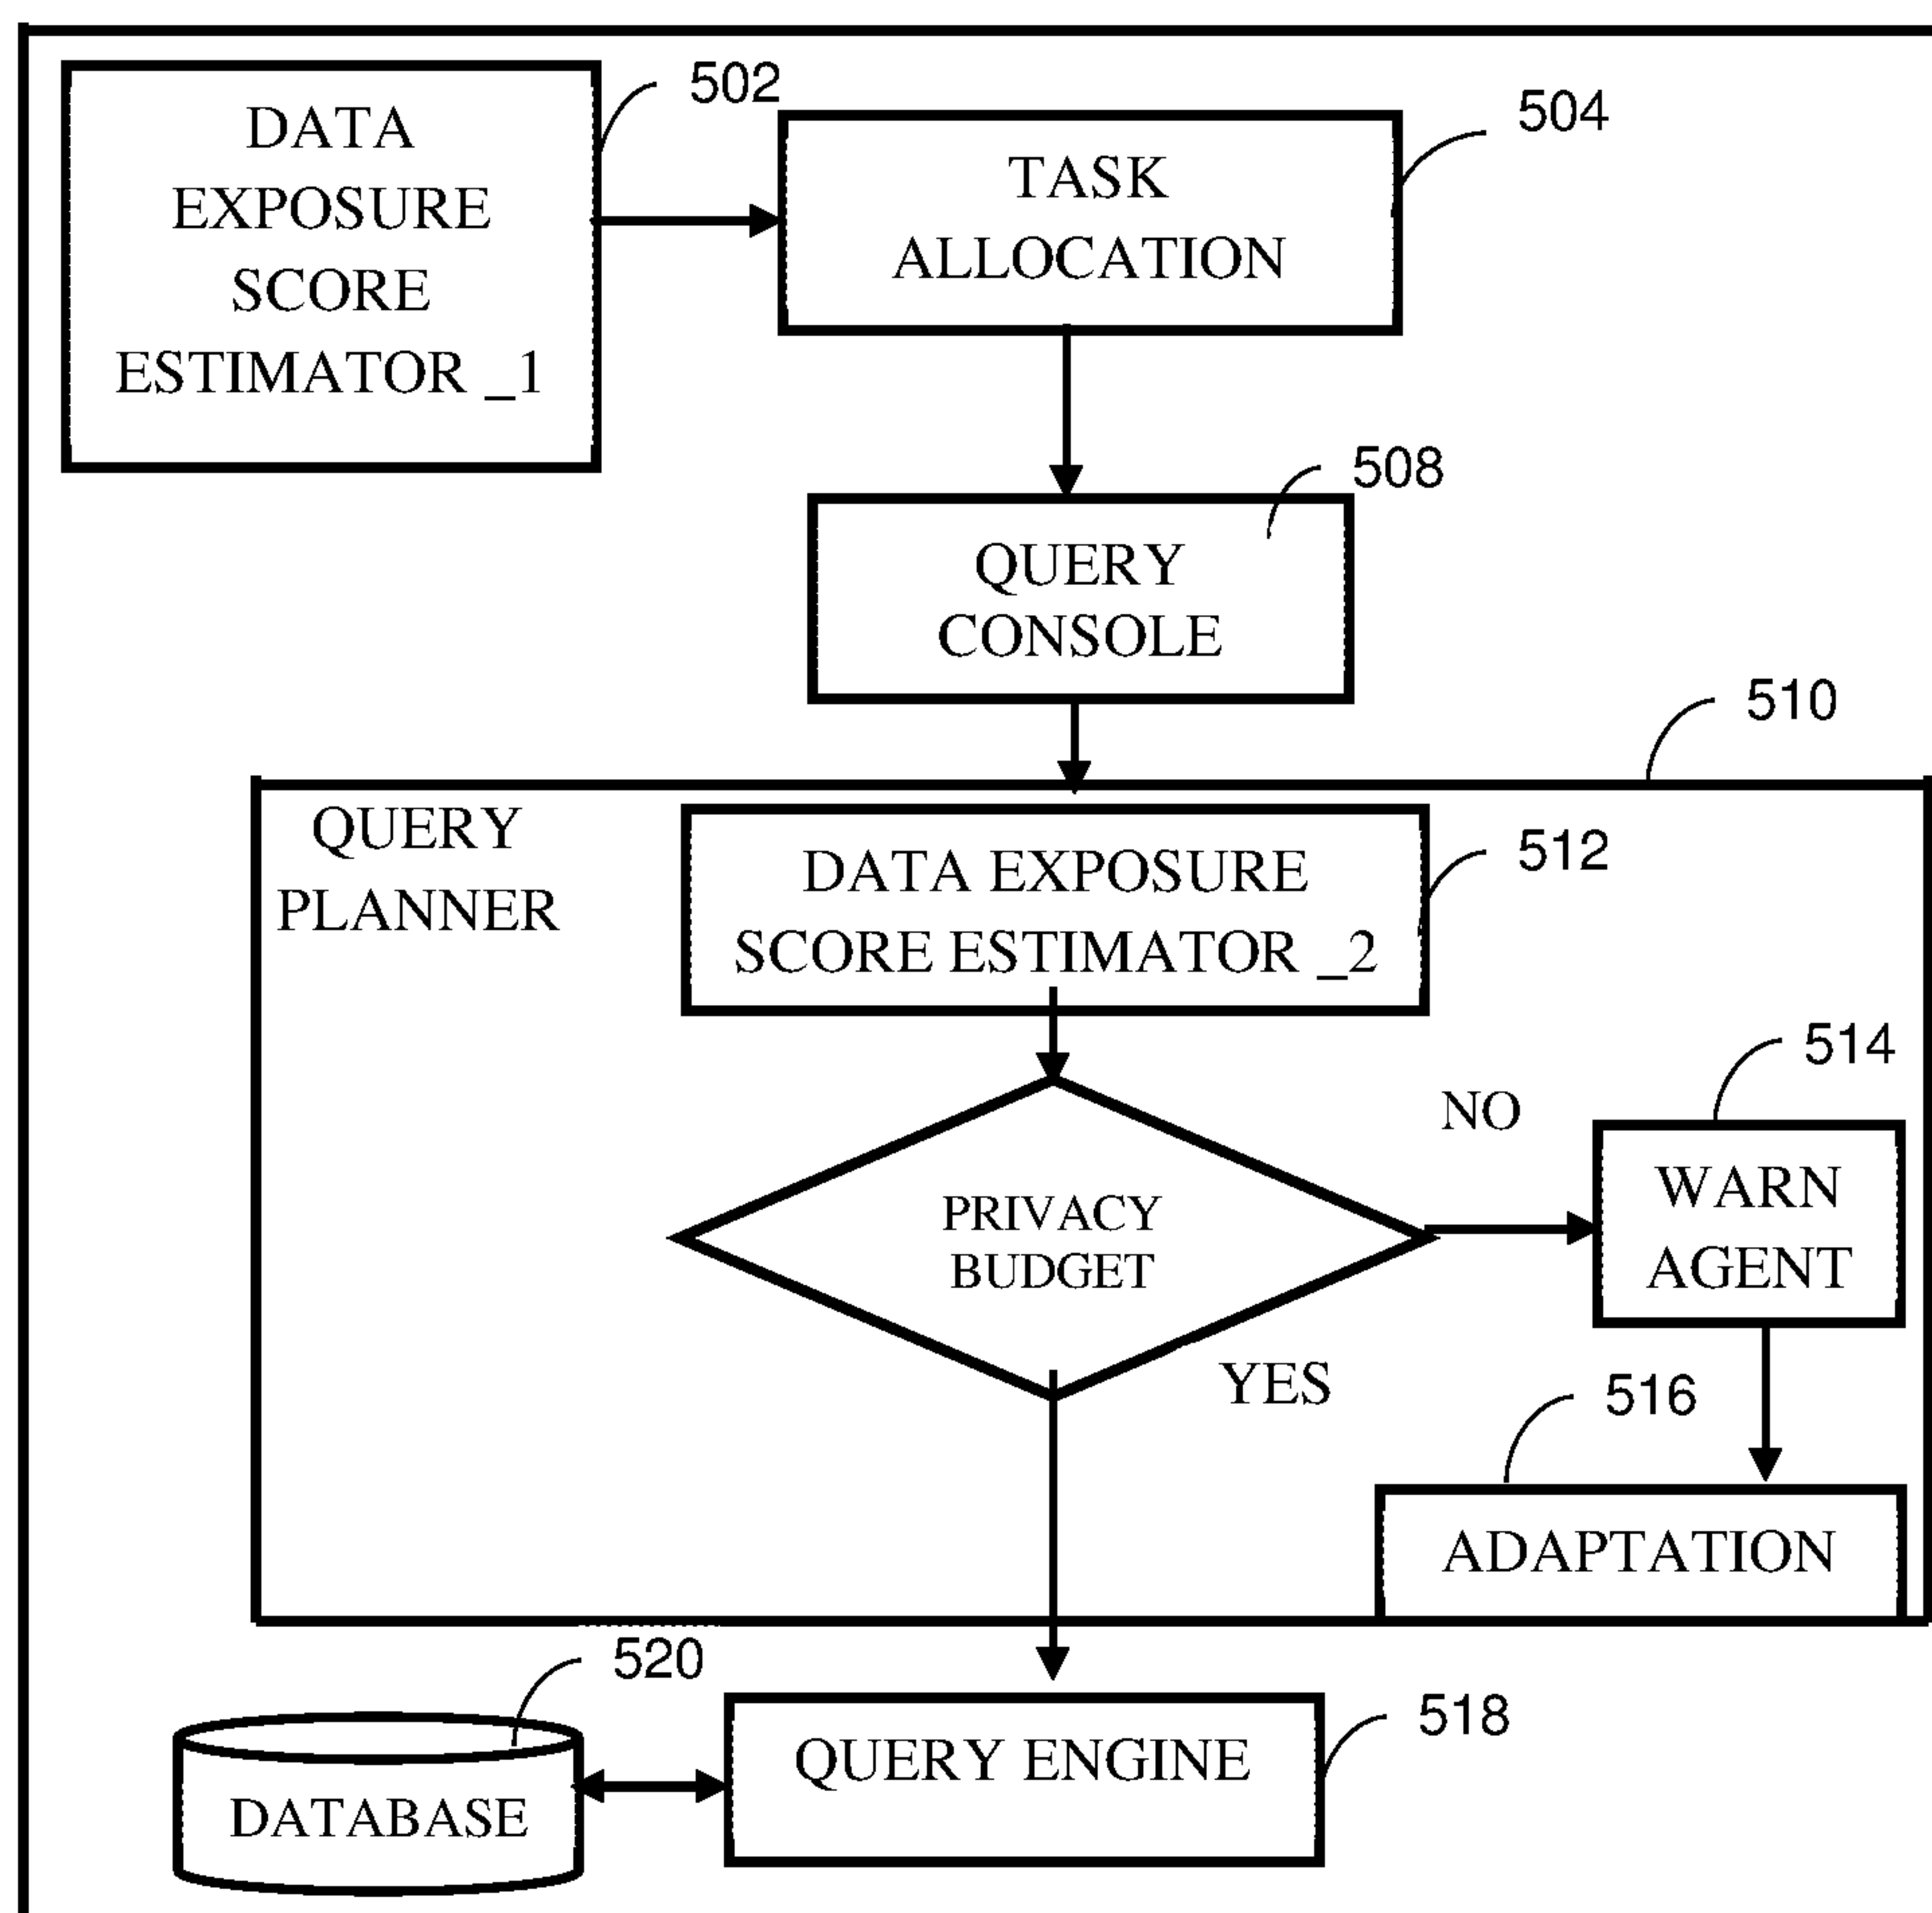 DATA
EXPOSURE
SCORE
ESTIMATOR _1
502
TASK
ALLOCATION
504
QUERY
CONSOLE
508
510
QUERY
PLANNER
DATA EXPOSURE
SCORE ESTIMATOR _2
512
PRIVACY
BUDGET
NO
514
WARN
AGENT
YES
516
ADAPTATION
520
DATABASE
QUERY ENGINE
518